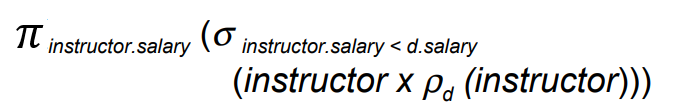 π instructor.salary (σ instructor.salary < d.salary
(instructor x ρd (instructor)))